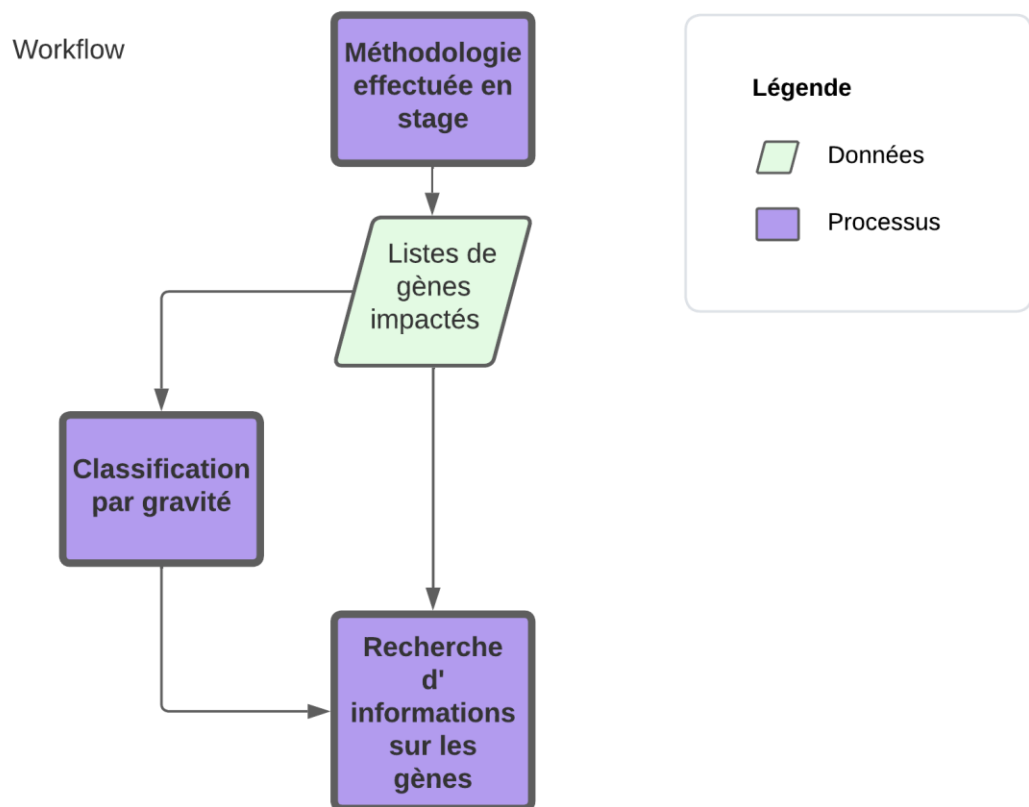 Workflow
Méthodologie
effectuée en
stage
Légende
Données
Processus
Listes de
gènes
impactés
Classification
par gravité
Recherche
d'
informations
sur les
gènes